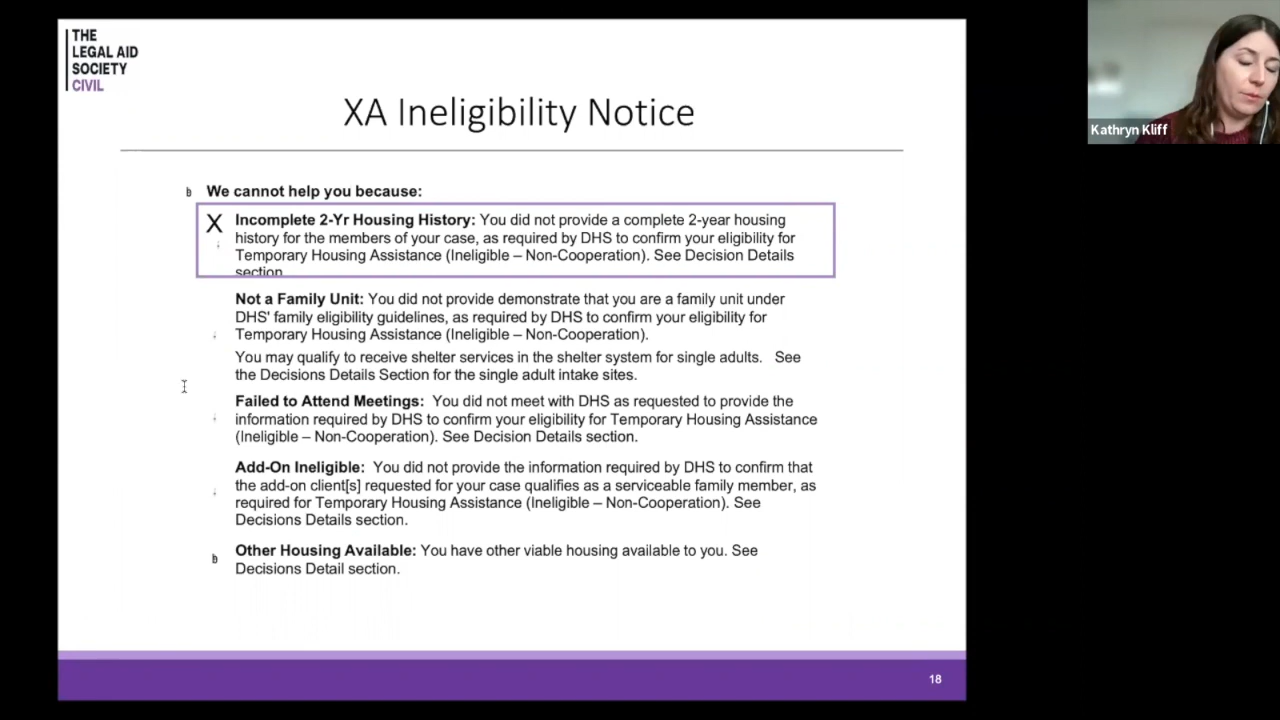 THE
LEGAL AID
SOCIETY
CIVIL
XA Ineligibility Notice
We cannot help you because:
X Incomplete 2-Yr Housing History: You did not provide a complete 2-year housing
history for the members of your case, as required by DHS to confirm your eligibility for
Temporary Housing Assistance (Ineligible – Non-Cooperation). See Decision Details
section.
Not a Family Unit: You did not provide demonstrate that you are a family unit under
DHS' family eligibility guidelines, as required by DHS to confirm your eligibility for
Temporary Housing Assistance (Ineligible – Non-Cooperation).
You may qualify to receive shelter services in the shelter system for single adults. See
the Decisions Details Section for the single adult intake sites.
Failed to Attend Meetings: You did not meet with DHS as requested to provide the
information required by DHS to confirm your eligibility for Temporary Housing Assistance
(Ineligible – Non-Cooperation). See Decision Details section.
Add-On Ineligible: You did not provide the information required by DHS to confirm that
the add-on client[s] requested for your case qualifies as a serviceable family member, as
required for Temporary Housing Assistance (Ineligible – Non-Cooperation). See
Decisions Details section.
Other Housing Available: You have other viable housing available to you. See
Decisions Detail section.
18
Kathryn Kliff